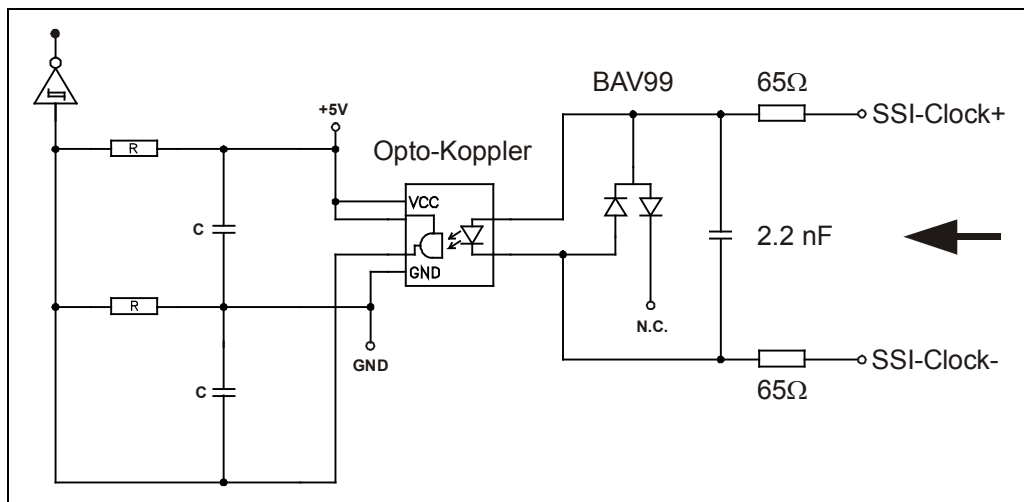 BAV99
65Ω
SSI-Clock+
+5V
R
Opto-Koppler
VCC
C
2.2 nF
GND
R
N.C.
GND
SSI-Clock-
C
65Ω